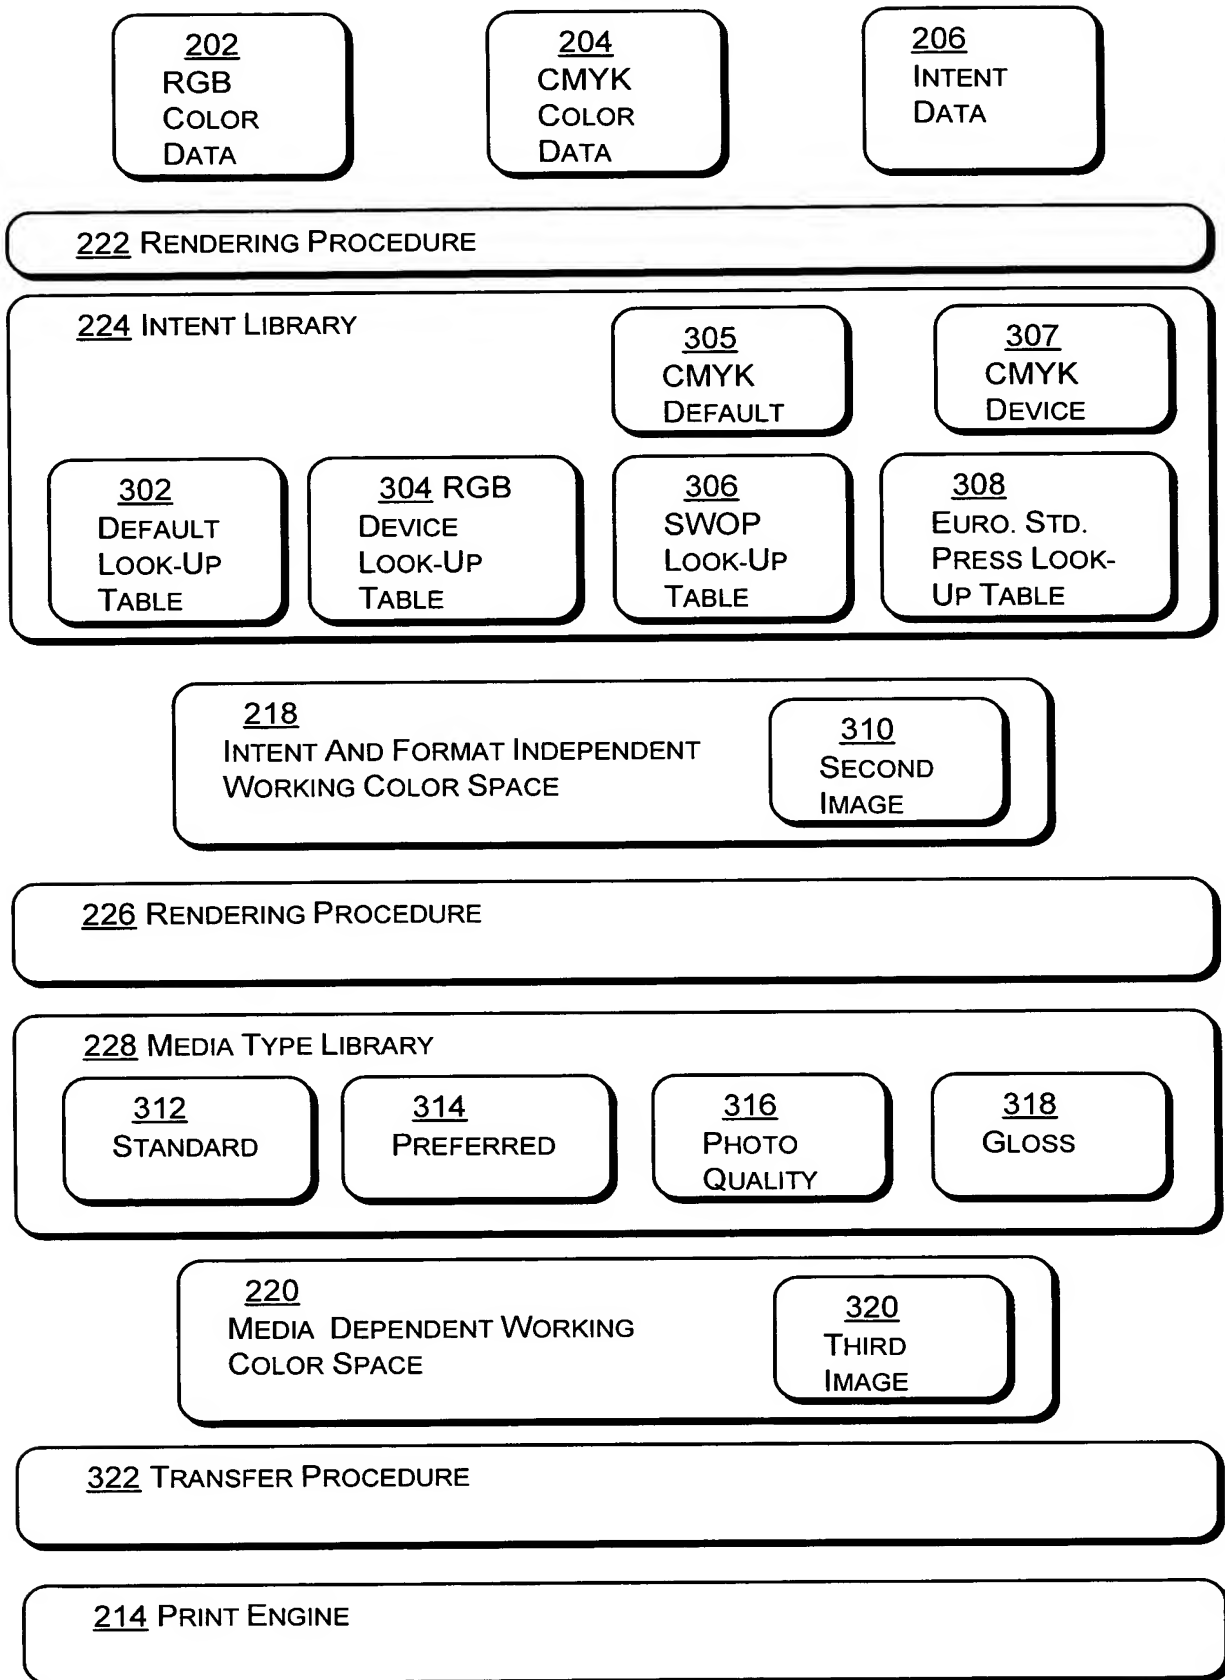 202
RGB
COLOR
DATA
204
CMYK
COLOR
DATA
206
INTENT
DATA
222 RENDERING PROCEDURE
224 INTENT LIBRARY
305
CMYK
DEFAULT
307
CMYK
DEVICE
302
DEFAULT
LOOK-UP
TABLE
304 RGB
DEVICE
LOOK-UP
TABLE
306
SWOP
LOOK-UP
TABLE
308
EURO. STD.
PRESS LOOK-
UP TABLE
218
INTENT AND FORMAT INDEPENDENT
WORKING COLOR SPACE
310
SECOND
IMAGE
226 RENDERING PROCEDURE
228 MEDIA TYPE LIBRARY
312
STANDARD
314
PREFERRED
316
PHOTO
QUALITY
318
GLOSS
220
MEDIA DEPENDENT WORKING
COLOR SPACE
320
THIRD
IMAGE
322 TRANSFER PROCEDURE
214 PRINT ENGINE